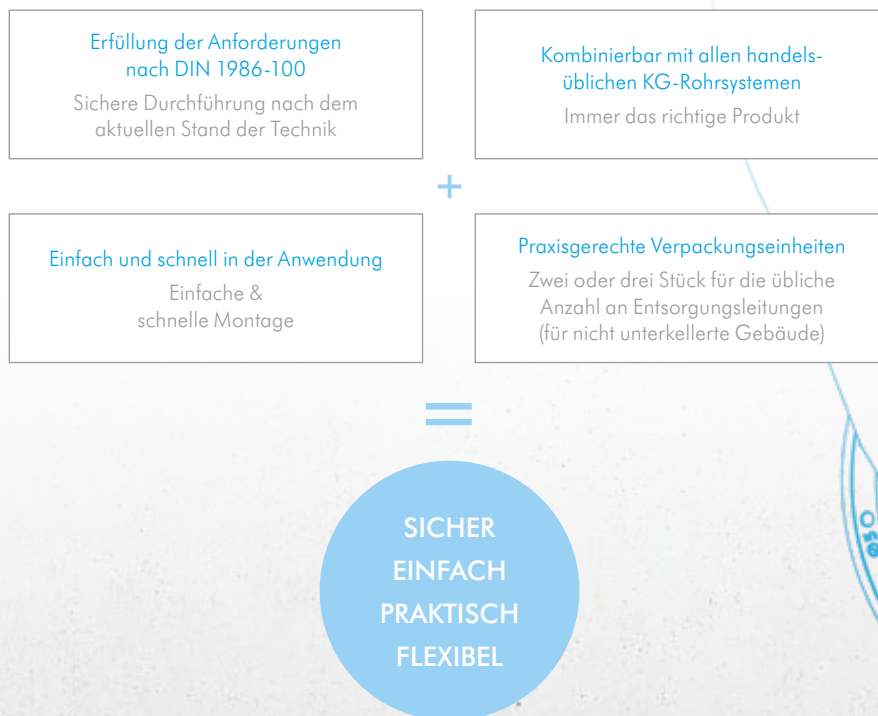 Erfüllung der Anforderungen
nach DIN 1986-100
Sichere Durchführung nach dem
aktuellen Stand der Technik
Kombinierbar mit allen handels-
üblichen KG-Rohrsystemen
Immer das richtige Produkt
+
Einfach und schnell in der Anwendung
Einfache &
schnelle Montage
Praxisgerechte Verpackungseinheiten
Zwei oder drei Stück für die übliche
Anzahl an Entsorgungsleitungen
(für nicht unterkellerte Gebäude)
=
SICHER
EINFACH
PRAKTISCH
FLEXIBEL